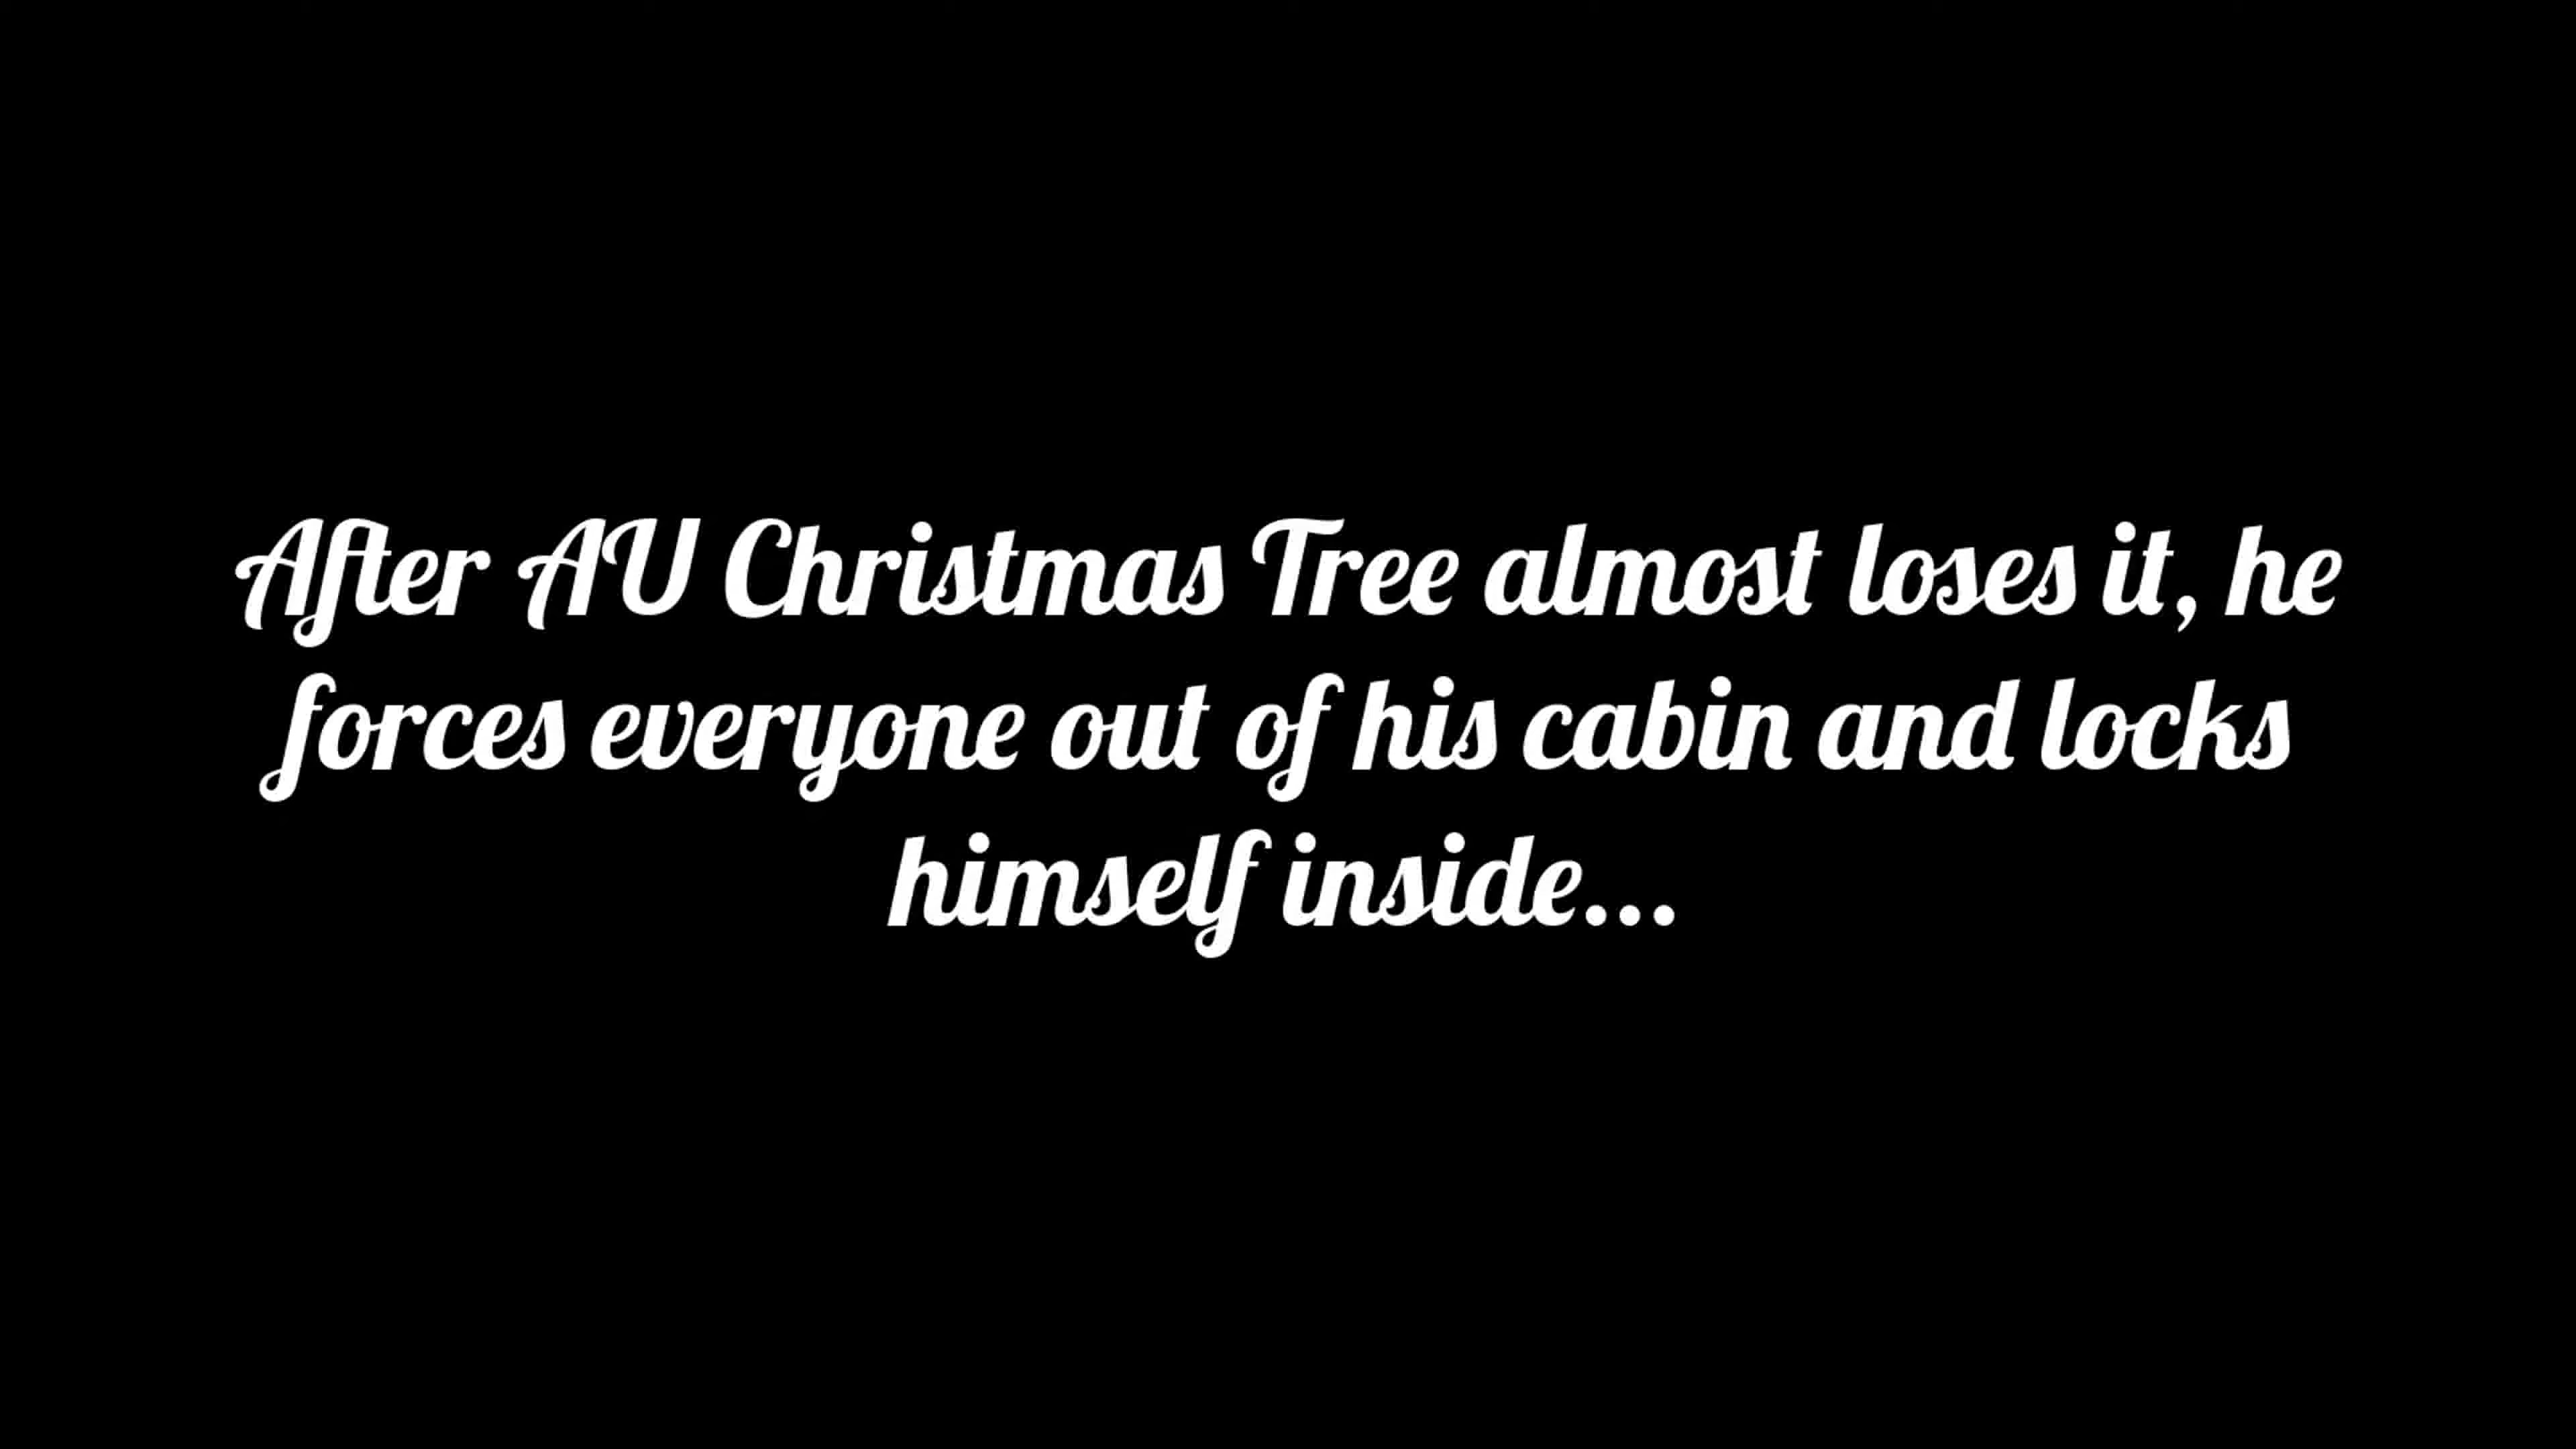 After AU Christmas Tree almost loses it, he
forces everyone out of his cabin and locks
himself inside...